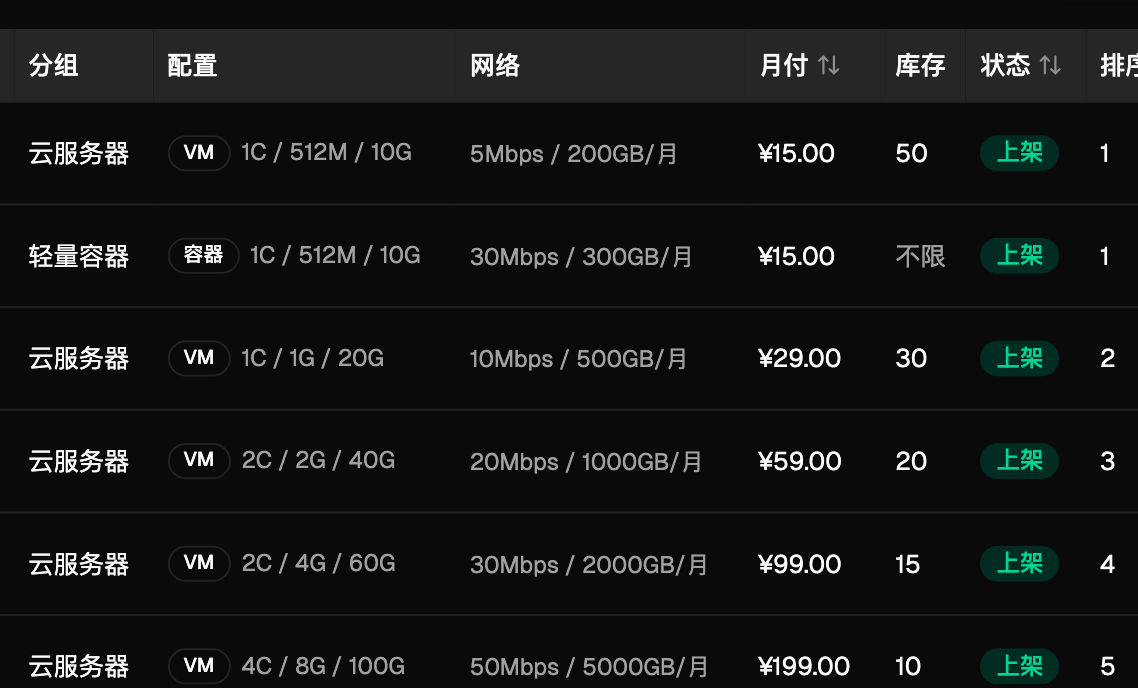 分组 配置 网络 月付 库存 状态 排序
云服务器 VM 1C / 512M / 10G 5Mbps / 200GB/月 ¥15.00 50 上架 1
轻量容器 容器 1C / 512M / 10G 30Mbps / 300GB/月 ¥15.00 不限 上架 1
云服务器 VM 1C / 1G / 20G 10Mbps / 500GB/月 ¥29.00 30 上架 2
云服务器 VM 2C / 2G / 40G 20Mbps / 1000GB/月 ¥59.00 20 上架 3
云服务器 VM 2C / 4G / 60G 30Mbps / 2000GB/月 ¥99.00 15 上架 4
云服务器 VM 4C / 8G / 100G 50Mbps / 5000GB/月 ¥199.00 10 上架 5